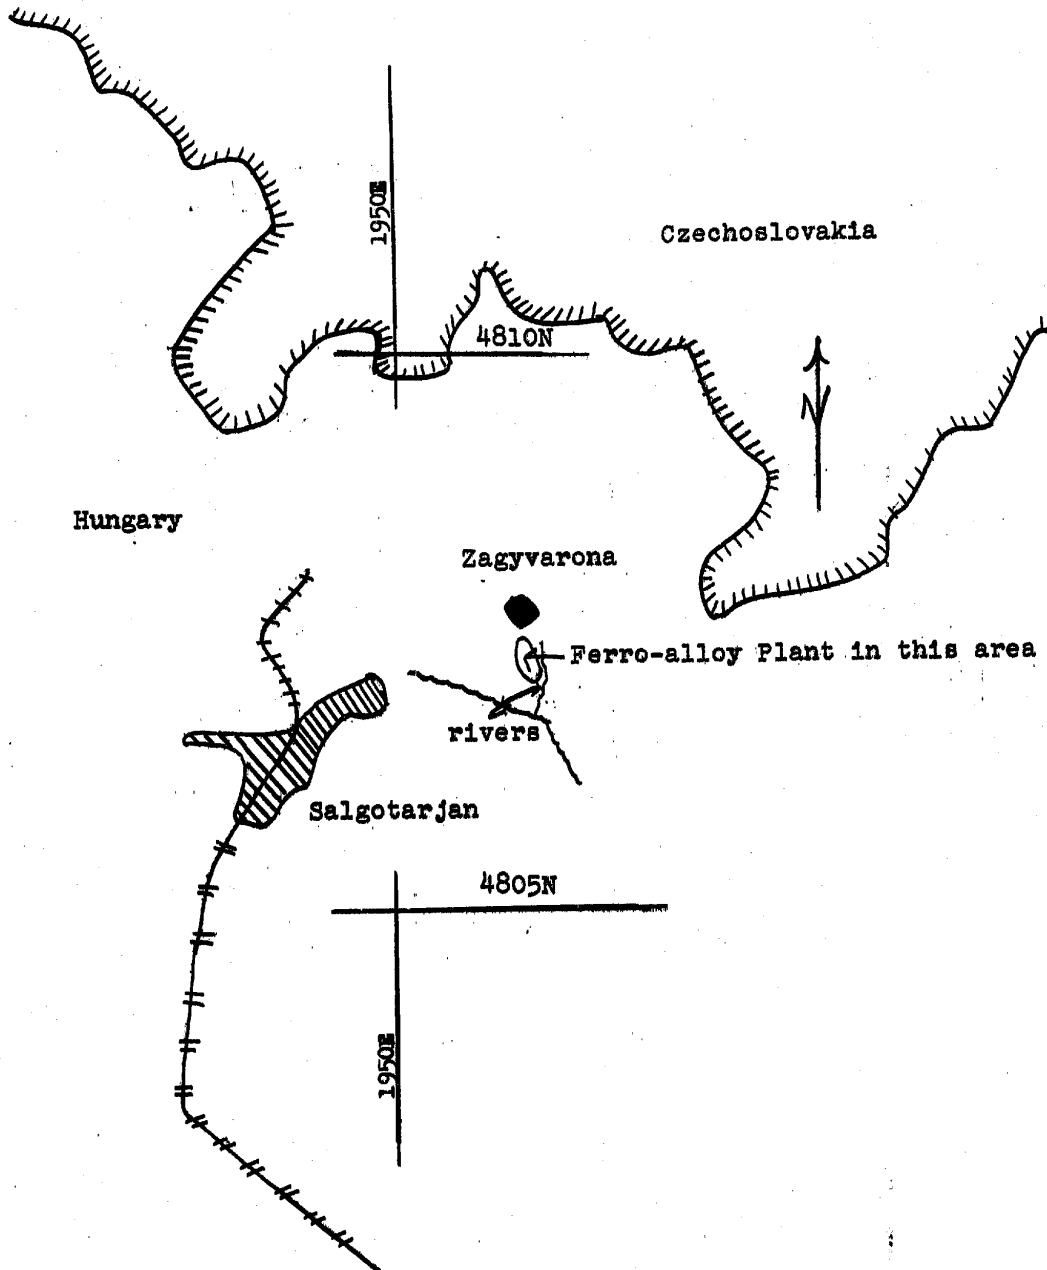 1950E
Czechoslovakia
4810N
N
Hungary
Zagyvarona
Ferro-alloy Plant in this area
rivers
Salgotarjan
4805N
1950E